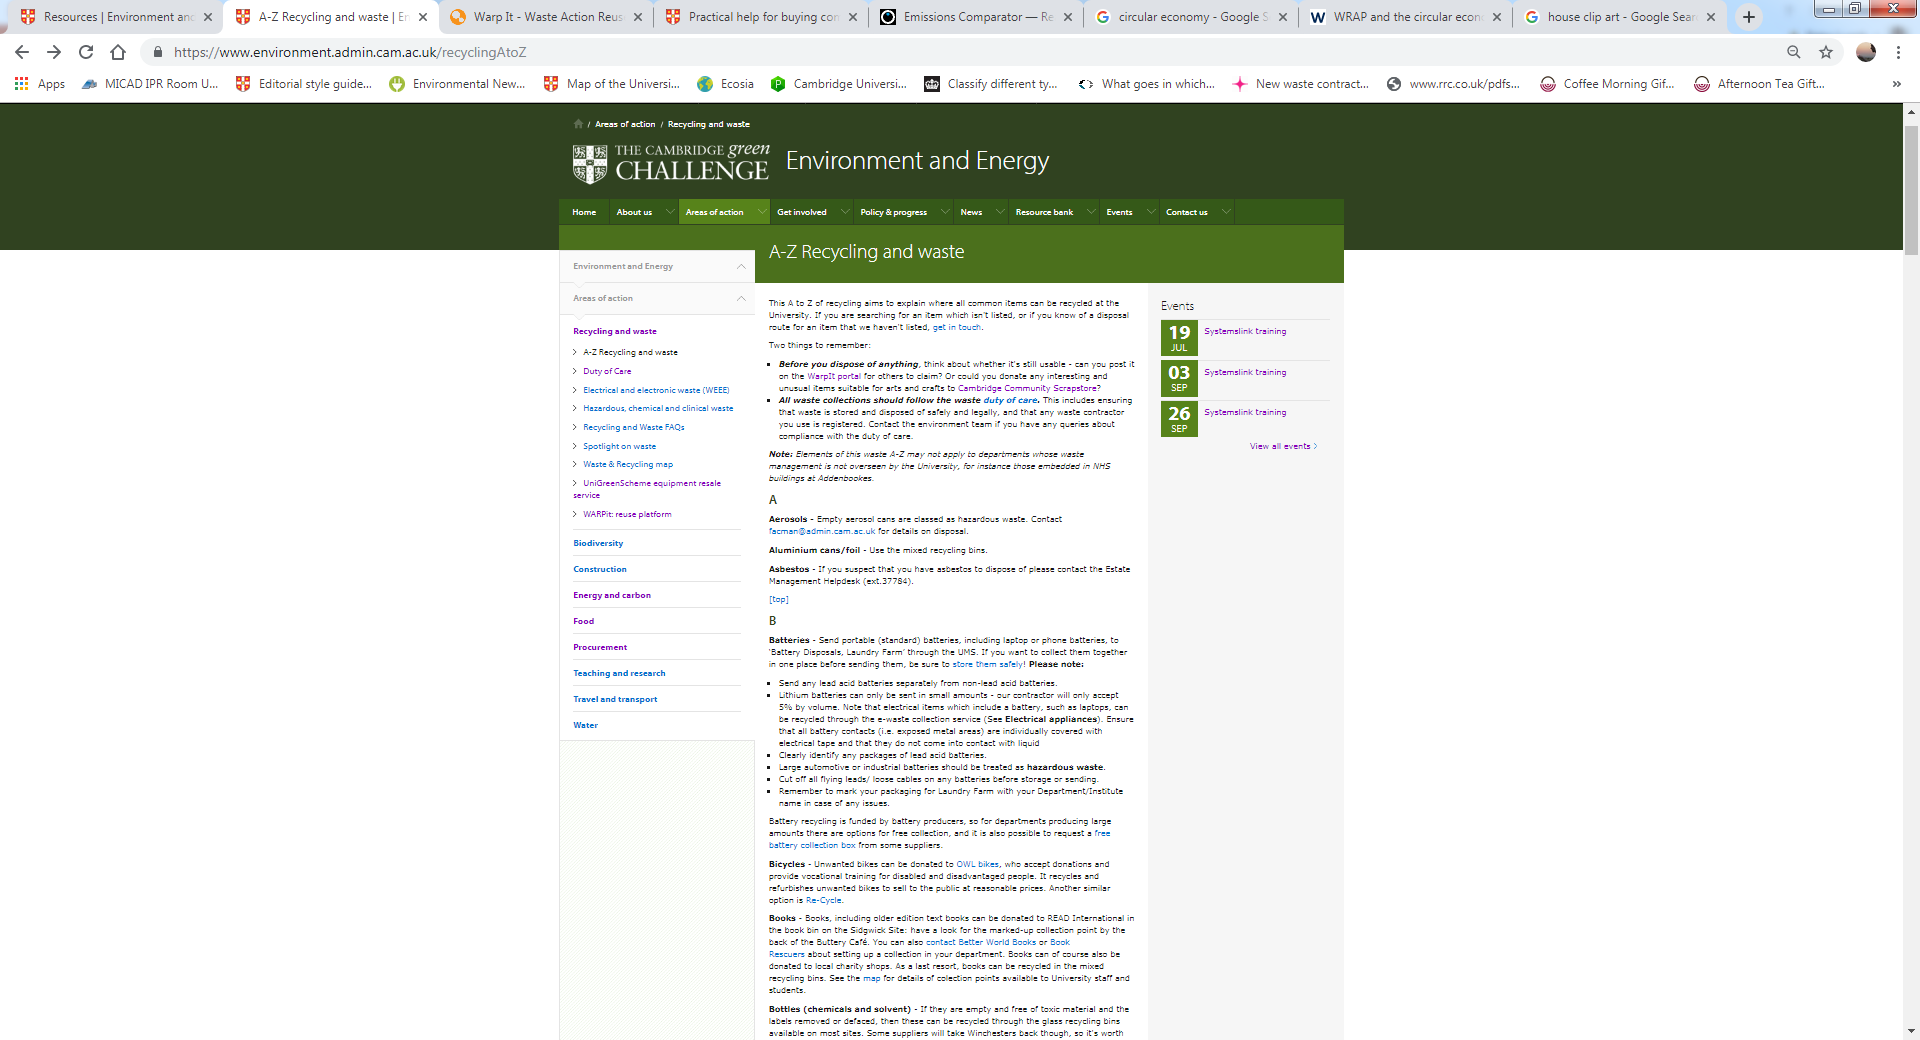 Resources | Environment and
A-Z Recycling and waste | En
Warp It - Waste Action Reus
Practical help for buying con
Emissions Comparator — Re
circular economy - Google S
WRAP and the circular econ
house clip art - Google Sear
https://www.environment.admin.cam.ac.uk/recyclingAtoZ
Apps
MICAD IPR Room U...
Editorial style guide...
Environmental New...
Map of the Universi...
Ecosia
Cambridge Universi...
Classify different ty...
What goes in which...
New waste contract...
www.rrc.co.uk/pdfs...
Coffee Morning Gif...
Afternoon Tea Gift...
»
/ Areas of action / Recycling and waste
THE CAMBRIDGE green
CHALLENGE
Environment and Energy
Home
About us
Areas of action
Get involved
Policy & progress
News
Resource bank
Events
Contact us
A-Z Recycling and waste
Environment and Energy
Areas of action
Recycling and waste
A-Z Recycling and waste
Duty of Care
Electrical and electronic waste (WEEE)
Hazardous, chemical and clinical waste
Recycling and Waste FAQs
Spotlight on waste
Waste & Recycling map
UniGreenScheme equipment resale
service
WARPit: reuse platform
Biodiversity
Construction
Energy and carbon
Food
Procurement
Teaching and research
Travel and transport
Water
This A to Z of recycling aims to explain where all common items can be recycled at the
University. If you are searching for an item which isn't listed, or if you know of a disposal
route for an item that we haven't listed, get in touch.
Two things to remember:
Before you dispose of anything, think about whether it's still usable - can you post it
on the WarpIt portal for others to claim? Or could you donate any interesting and
unusual items suitable for arts and crafts to Cambridge Community Scrapstore?
All waste collections should follow the waste duty of care. This includes ensuring
that waste is stored and disposed of safely and legally, and that any waste contractor
you use is registered. Contact the environment team if you have any queries about
compliance with the duty of care.
Note: Elements of this waste A-Z may not apply to departments whose waste
management is not overseen by the University, for instance those embedded in NHS
buildings at Addenbookes.
A
Aerosols - Empty aerosol cans are classed as hazardous waste. Contact
facman@admin.cam.ac.uk for details on disposal.
Aluminium cans/foil - Use the mixed recycling bins.
Asbestos - If you suspect that you have asbestos to dispose of please contact the Estate
Management Helpdesk (ext.37784).
[top]
B
Batteries - Send portable (standard) batteries, including laptop or phone batteries, to
'Battery Disposals, Laundry Farm' through the UMS. If you want to collect them together
in one place before sending them, be sure to store them safely! Please note:
Send any lead acid batteries separately from non-lead acid batteries.
Lithium batteries can only be sent in small amounts - our contractor will only accept
5% by volume. Note that electrical items which include a battery, such as laptops, can
be recycled through the e-waste collection service (See Electrical appliances). Ensure
that all battery contacts (i.e. exposed metal areas) are individually covered with
electrical tape and that they do not come into contact with liquid
Clearly identify any packages of lead acid batteries.
Large automotive or industrial batteries should be treated as hazardous waste.
Cut off all flying leads/ loose cables on any batteries before storage or sending.
Remember to mark your packaging for Laundry Farm with your Department/Institute
name in case of any issues.
Battery recycling is funded by battery producers, so for departments producing large
amounts there are options for free collection, and it is also possible to request a free
battery collection box from some suppliers.
Bicycles - Unwanted bikes can be donated to OWL bikes, who accept donations and
provide vocational training for disabled and disadvantaged people. It recycles and
refurbishes unwanted bikes to sell to the public at reasonable prices. Another similar
option is Re-Cycle.
Books - Books, including older edition text books can be donated to READ International in
the book bin on the Sidgwick Site: have a look for the marked-up collection point by the
back of the Buttery Café. You can also contact Better World Books or Book
Rescuers about setting up a collection in your department. Books can of course also be
donated to local charity shops. As a last resort, books can be recycled in the mixed
recycling bins. See the map for details of colection points available to University staff and
students.
Bottles (chemicals and solvent) - If they are empty and free of toxic material and the
labels removed or defaced, then these can be recycled through the glass recycling bins
available on most sites. Some suppliers will take Winchesters back though, so it's worth
Events
19
JUL
Systemslink training
03
SEP
Systemslink training
26
SEP
Systemslink training
View all events